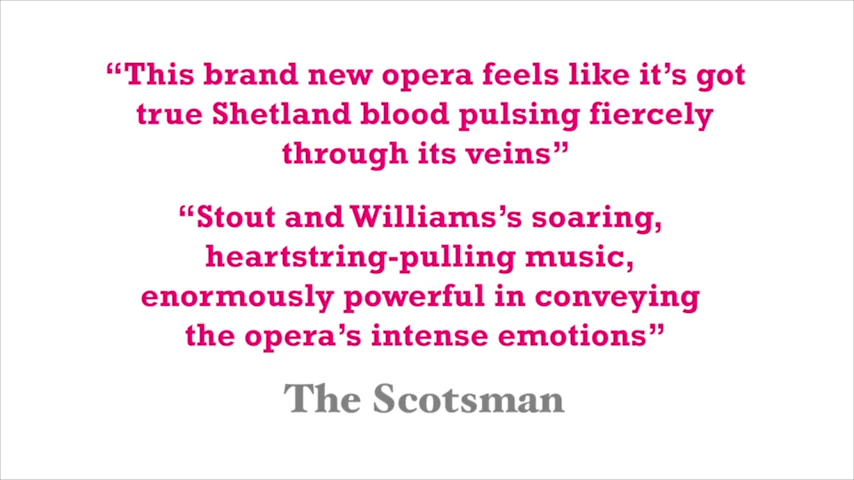 “This brand new opera feels like it’s got
true Shetland blood pulsing fiercely
through its veins”
“Stout and Williams’s soaring,
heartstring-pulling music,
enormously powerful in conveying
the opera’s intense emotions”
The Scotsman